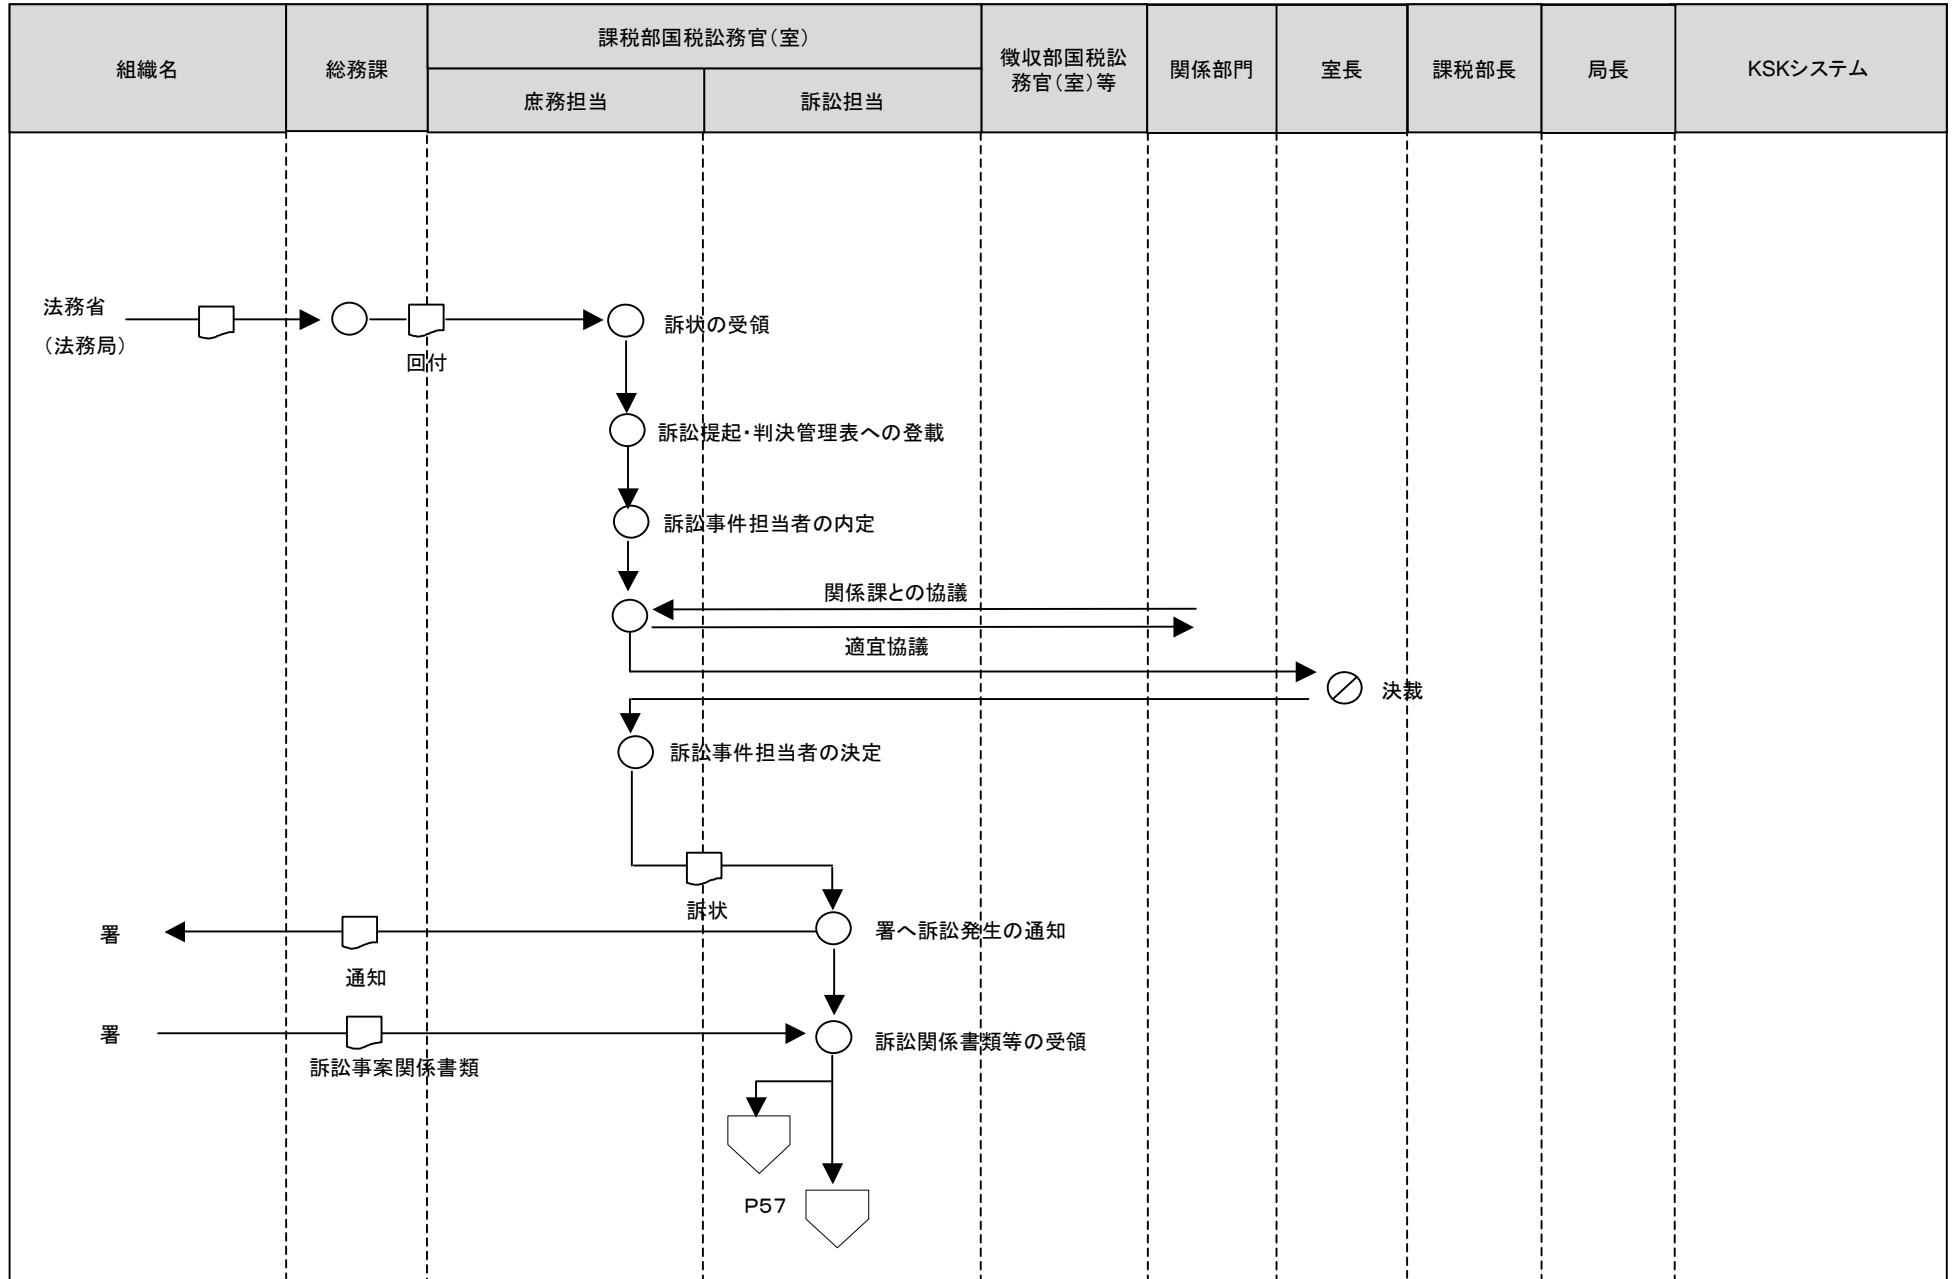 組織名
総務課
課税部国税訟務官(室)
庶務担当
訴訟担当
徴収部国税訟
務官(室)等
関係部門
室長
課税部長
局長
KSKシステム
法務省
(法務局)
回付
訴状の受領
訴訟提起・判決管理表への登載
訴訟事件担当者の内定
関係課との協議
適宜協議
決裁
訴訟事件担当者の決定
訴状
署
通知
署へ訴訟発生の通知
署
訴訟事案関係書類
訴訟関係書類等の受領
P57